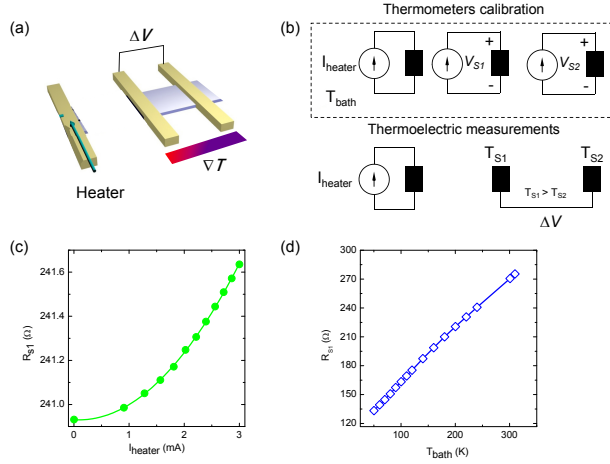 (a)
ΔV
∇T
Heater
(b)
Thermometers calibration
I_heater
V_S1
V_S2
+
+
-
-
T_bath
Thermoelectric measurements
I_heater
T_S1
T_S2
T_S1 > T_S2
ΔV
(c)
241.6
241.4
241.2
241.0
R_S1 (Ω)
0 1 2 3
I_heater (mA)
(d)
300
270
240
210
180
150
120
R_S1 (Ω)
100 200 300
T_bath (K)